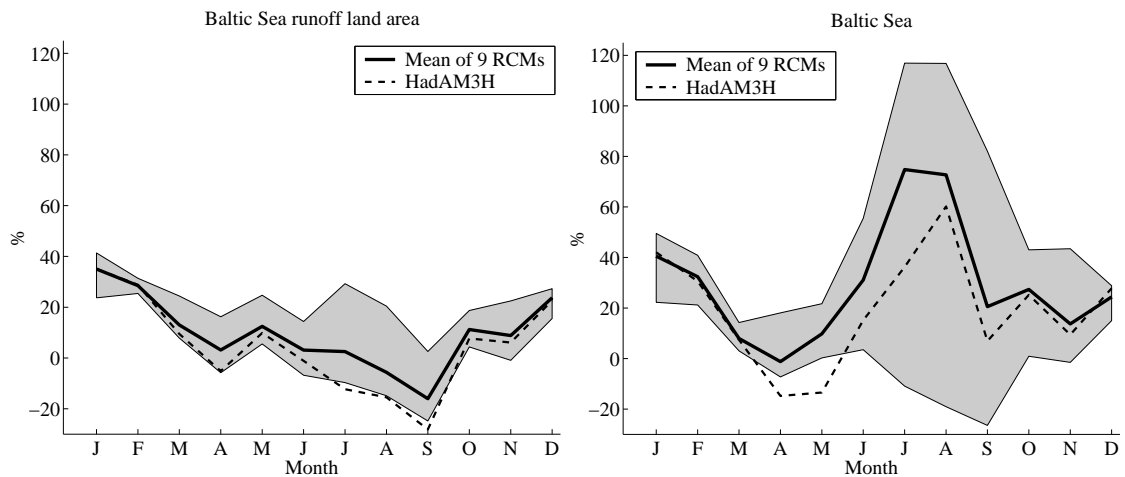 Baltic Sea runoff land area
120
100
80
60
40
20
0
−20
%
Mean of 9 RCMs
HadAM3H
J F M A M J J A S O N D
Month
Baltic Sea
120
100
80
60
40
20
0
−20
%
Mean of 9 RCMs
HadAM3H
J F M A M J J A S O N D
Month